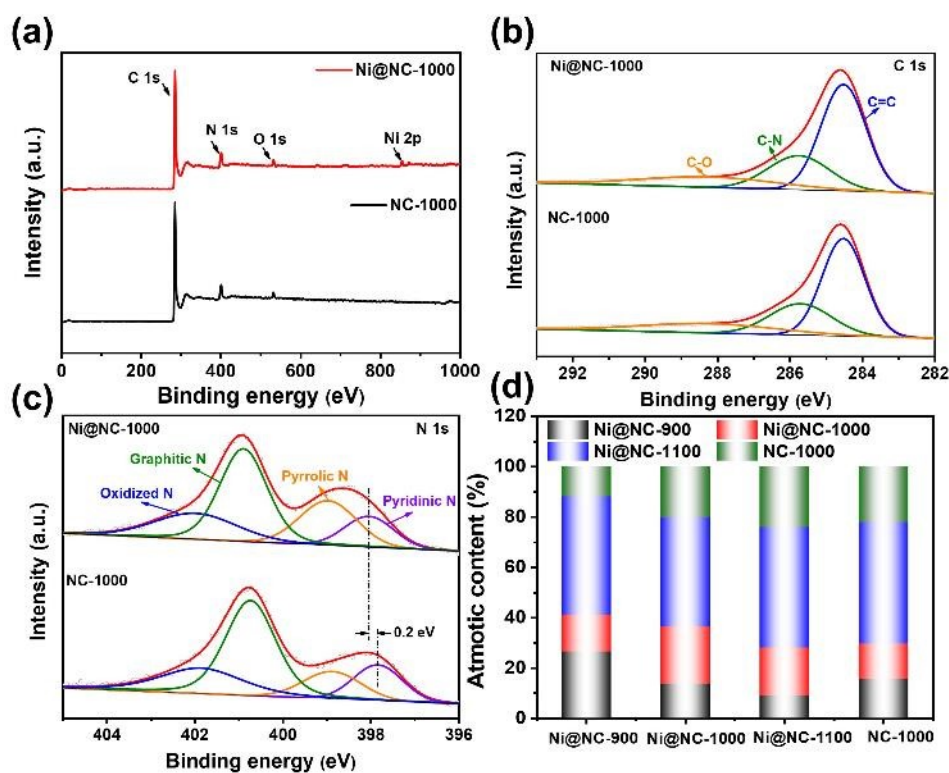 (a)
Ni@NC-1000
C 1s
N 1s
O 1s
Ni 2p
NC-1000
Intensity (a.u.)
0 200 400 600 800 1000
Binding energy (eV)
(b)
Ni@NC-1000
C 1s
C=C
C-N
C-O
NC-1000
Intensity (a.u.)
292 290 288 286 284 282
Binding energy (eV)
(c)
Ni@NC-1000
N 1s
Graphitic N
Pyrrolic N
Oxidized N
Pyridinic N
NC-1000
0.2 eV
Intensity (a.u.)
404 402 400 398 396
Binding energy (eV)
(d)
Ni@NC-900 Ni@NC-1000
Ni@NC-1100 NC-1000
Atmotic content (%)
120
100
80
60
40
20
0
Ni@NC-900 Ni@NC-1000 Ni@NC-1100 NC-1000